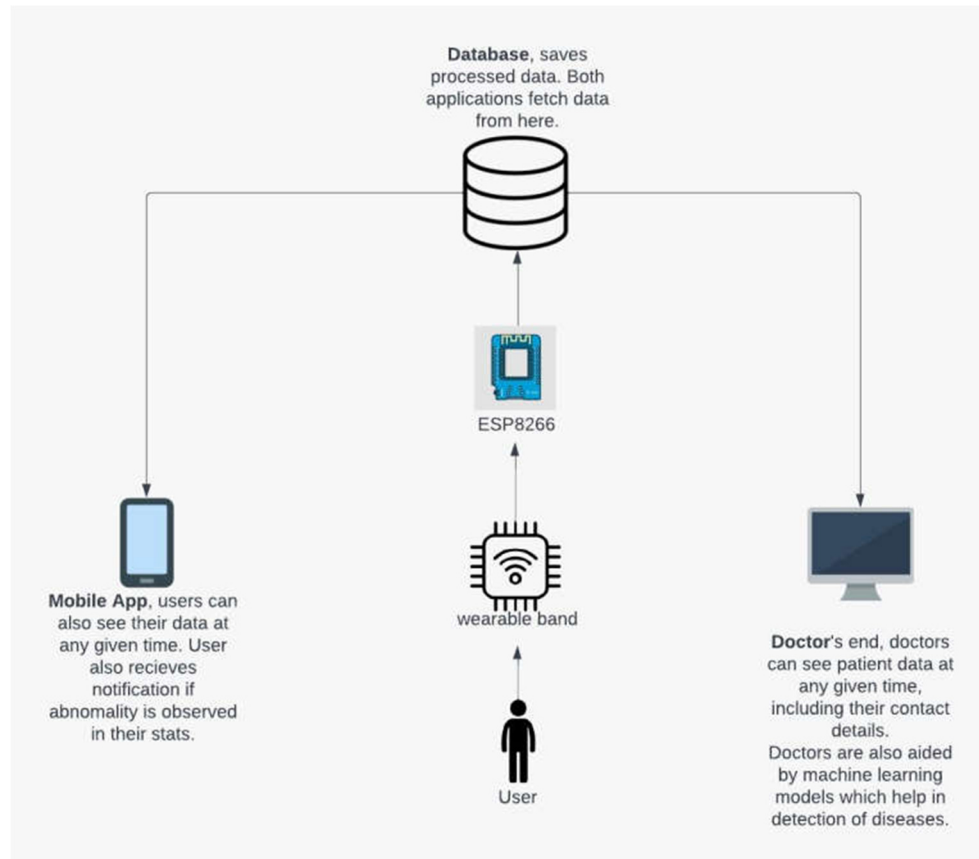 Database, saves
processed data. Both
applications fetch data
from here.
ESP8266
wearable band
User
Mobile App, users can
also see their data at
any given time. User
also recieves
notification if
abnomality is observed
in their stats.
Doctor's end, doctors
can see patient data at
any given time,
including their contact
details.
Doctors are also aided
by machine learning
models which help in
detection of diseases.